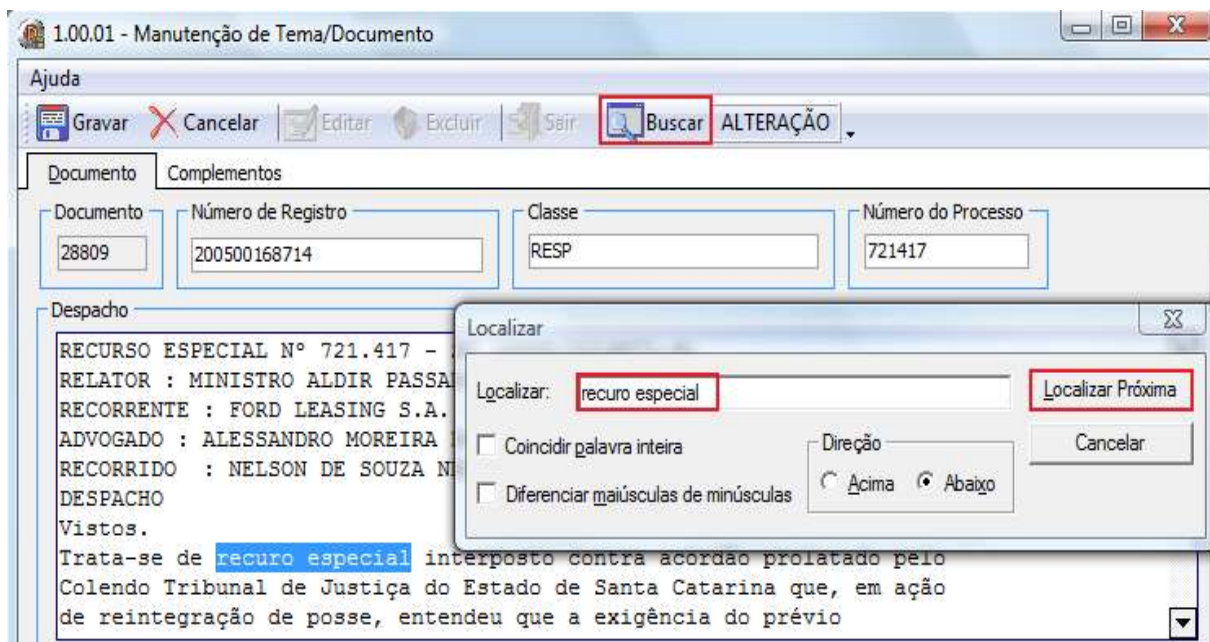 1.00.01 - Manutenção de Tema/Documento
Ajuda
Gravar Cancelar Editar Excluir Sair Buscar ALTERAÇÃO
Documento Complementos
Documento Número de Registro Classe Número do Processo
28809 200500168714 RESP 721417
Despacho
RECURSO ESPECIAL Nº 721.417 -
RELATOR : MINISTRO ALDIR
RECORRENTE : FORD LEASING S.A.
ADVOGADO : ALESSANDRO MOREIRA
RECORRIDO : NELSON DE SOUZA
DESPACHO
Vistos.
Trata-se de recuro especial interposto contra acordão prolatado pelo
Colendo Tribunal de Justiça do Estado de Santa Catarina que, em ação
de reintegração de posse, entendeu que a exigência do prévio
Localizar
Localizar: recuro especial Localizar Próxima
Coincidir palavra inteira Direção Cancelar
Diferenciar maiúsculas de minúsculas Acima Abaixo